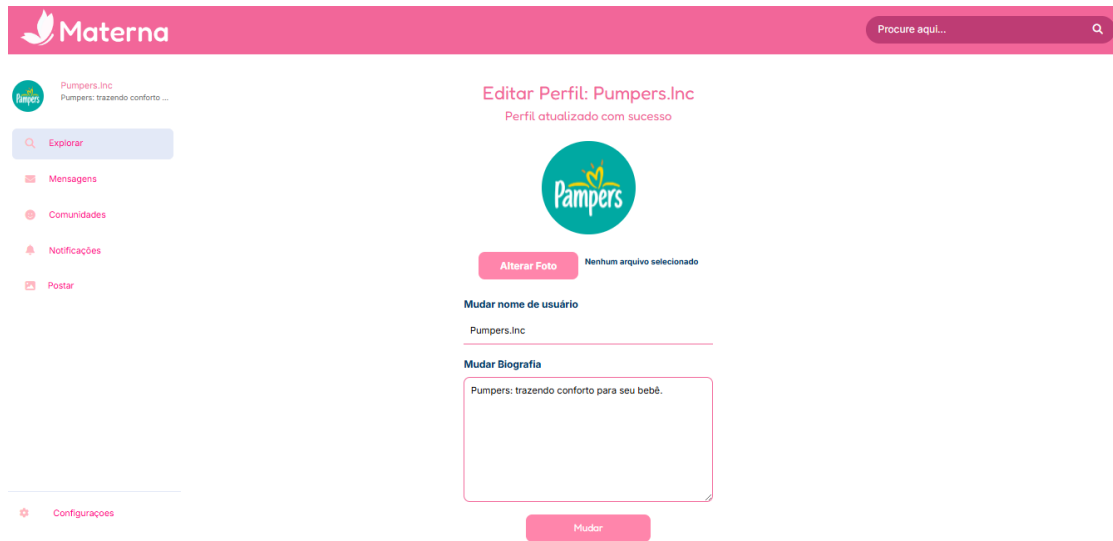 Materna
Procure aqui...
Pampers
Pumpers.Inc
Pumpers: trazendo conforto ...
Explorar
Mensagens
Comunidades
Notificações
Postar
Configuraçoes
Editar Perfil: Pumpers.Inc
Perfil atualizado com sucesso
Pampers
Alterar Foto
Nenhum arquivo selecionado
Mudar nome de usuário
Pumpers.Inc
Mudar Biografia
Pumpers: trazendo conforto para seu bebê.
Mudar